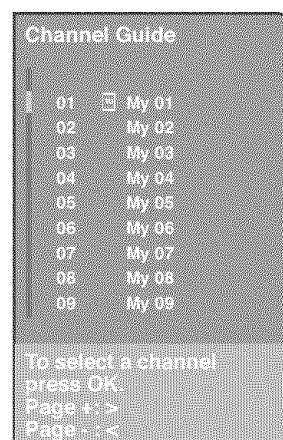 Channel Guide
01 My 01
02 My 02
03 My 03
04 My 04
05 My 05
06 My 06
07 My 07
08 My 08
09 My 09
To select a channel
press OK.
Page +: >
Page - : <